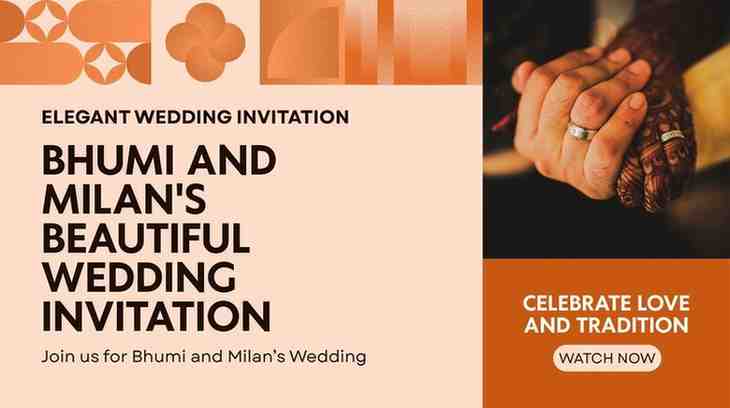 ELEGANT WEDDING INVITATION
BHUMI AND
MILAN'S
BEAUTIFUL
WEDDING
INVITATION
Join us for Bhumi and Milan's Wedding
CELEBRATE LOVE
AND TRADITION
WATCH NOW